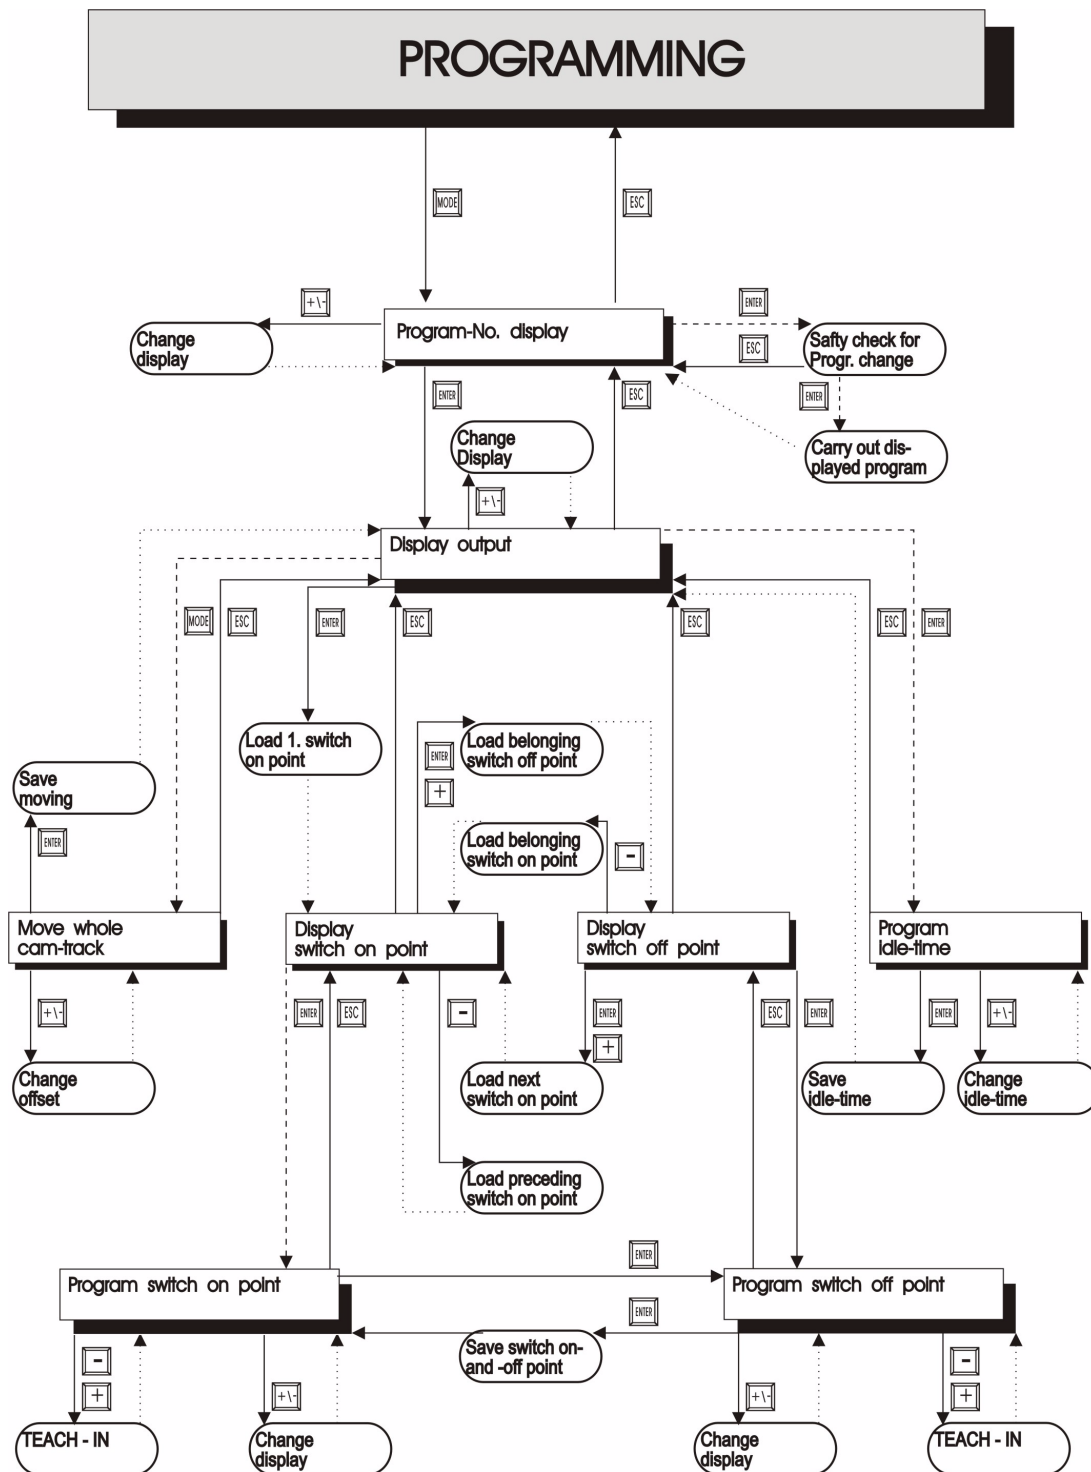 PROGRAMMING
MODE
ESC
+\-
ENTER
Change
display
Program-No. display
ESC
Safty check for
Progr. change
ENTER
ESC
ENTER
Change
Display
Carry out dis-
played program
+\-
Display output
MODE
ESC
ENTER
ESC
ESC
ESC
ENTER
Load 1. switch
on point
Load belonging
switch off point
ENTER
+
Save
moving
ENTER
Load belonging
switch on point
-
Move whole
cam-track
Display
switch on point
Display
switch off point
Program
idle-time
+\-
ENTER
ESC
-
ENTER
+
ESC
ENTER
ENTER
+\-
Change
offset
Load next
switch on point
Save
idle-time
Change
idle-time
Load preceding
switch on point
ENTER
Program switch on point
Program switch off point
ENTER
Save switch on-
and -off point
-
+
+\-
+\-
-
+
TEACH - IN
Change
display
Change
display
TEACH - IN